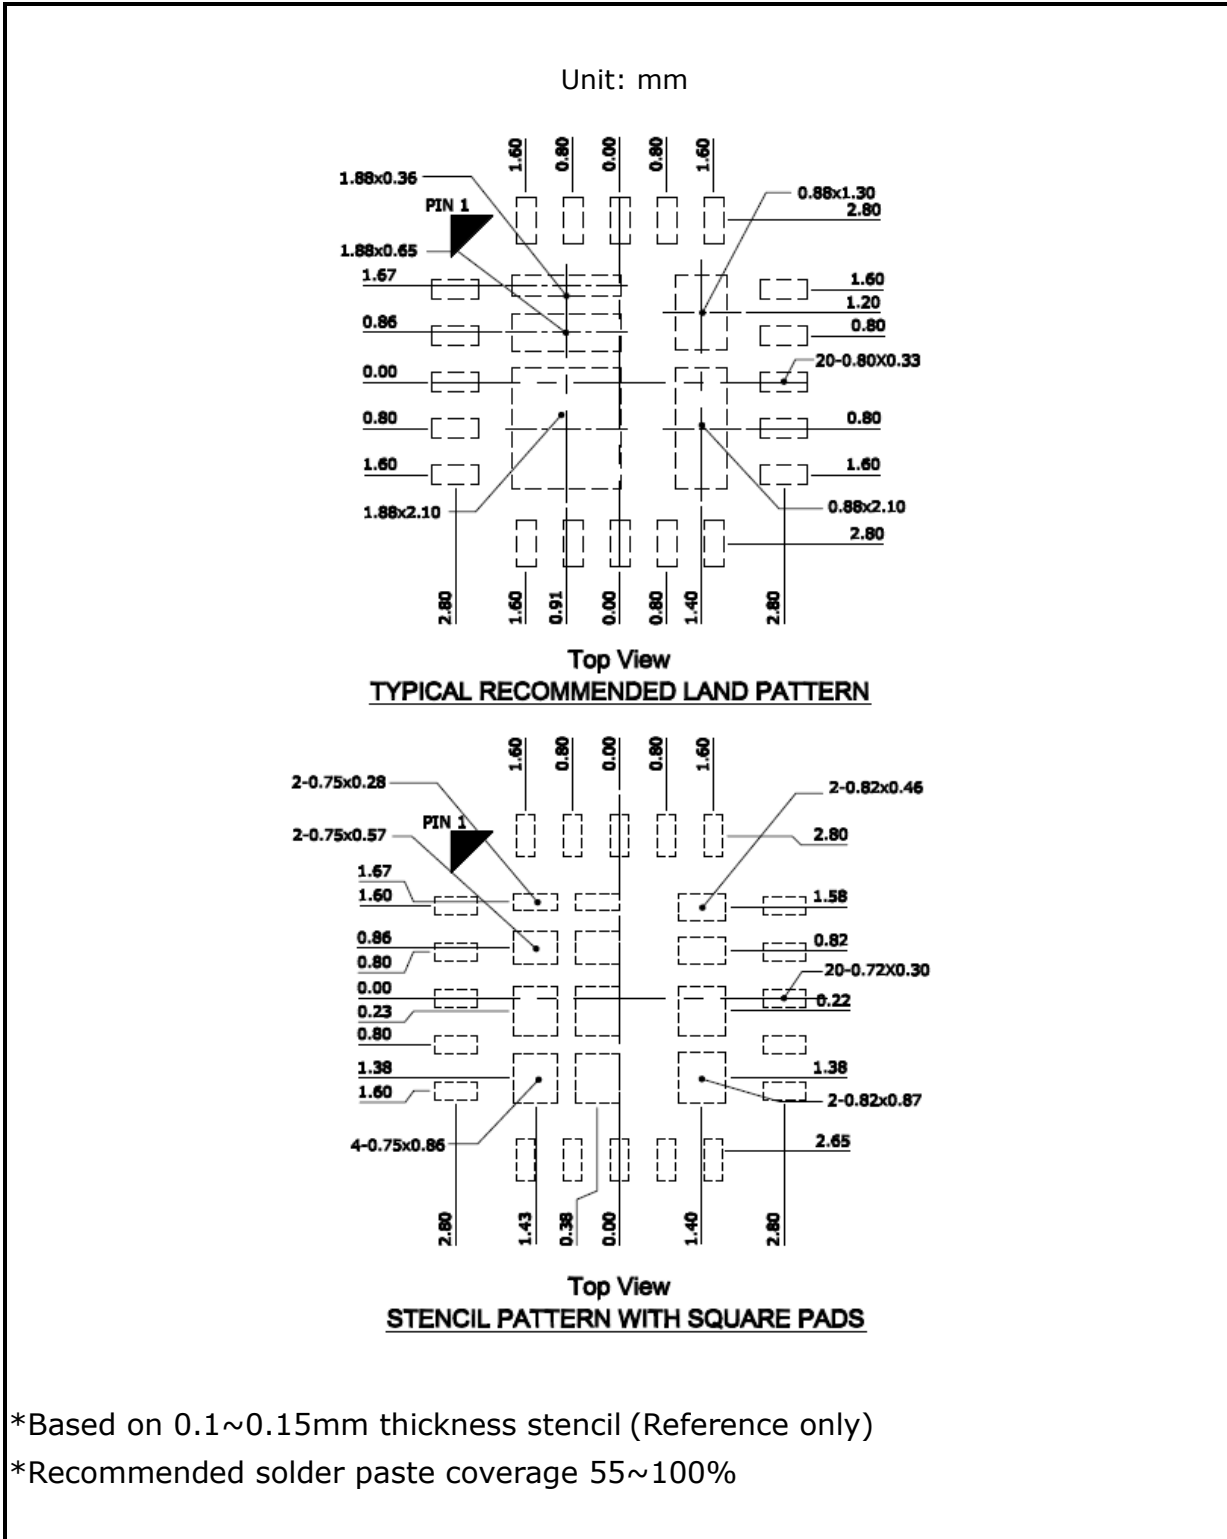 Unit: mm
1.60 0.80 0.00 0.80 1.60
1.88x0.36
0.88x1.30
PIN 1
2.80
1.88x0.65
1.67
1.60
1.20
0.86
0.80
20-0.80X0.33
0.00
0.80
0.80
1.60
1.60
1.88x2.10
0.88x2.10
2.80
2.80 1.60 0.91 0.00 0.80 1.40 2.80
Top View
TYPICAL RECOMMENDED LAND PATTERN
1.60 0.80 0.00 0.80 1.60
2-0.75x0.28
2-0.82x0.46
PIN 1
2-0.75x0.57
2.80
1.67
1.60
1.58
0.86
0.82
0.80
20-0.72X0.30
0.00
0.22
0.23
0.80
1.38
1.38
1.60
2-0.82x0.87
4-0.75x0.86
2.65
2.80 1.43 0.38 0.00 1.40 2.80
Top View
STENCIL PATTERN WITH SQUARE PADS
*Based on 0.1~0.15mm thickness stencil (Reference only)
*Recommended solder paste coverage 55~100%